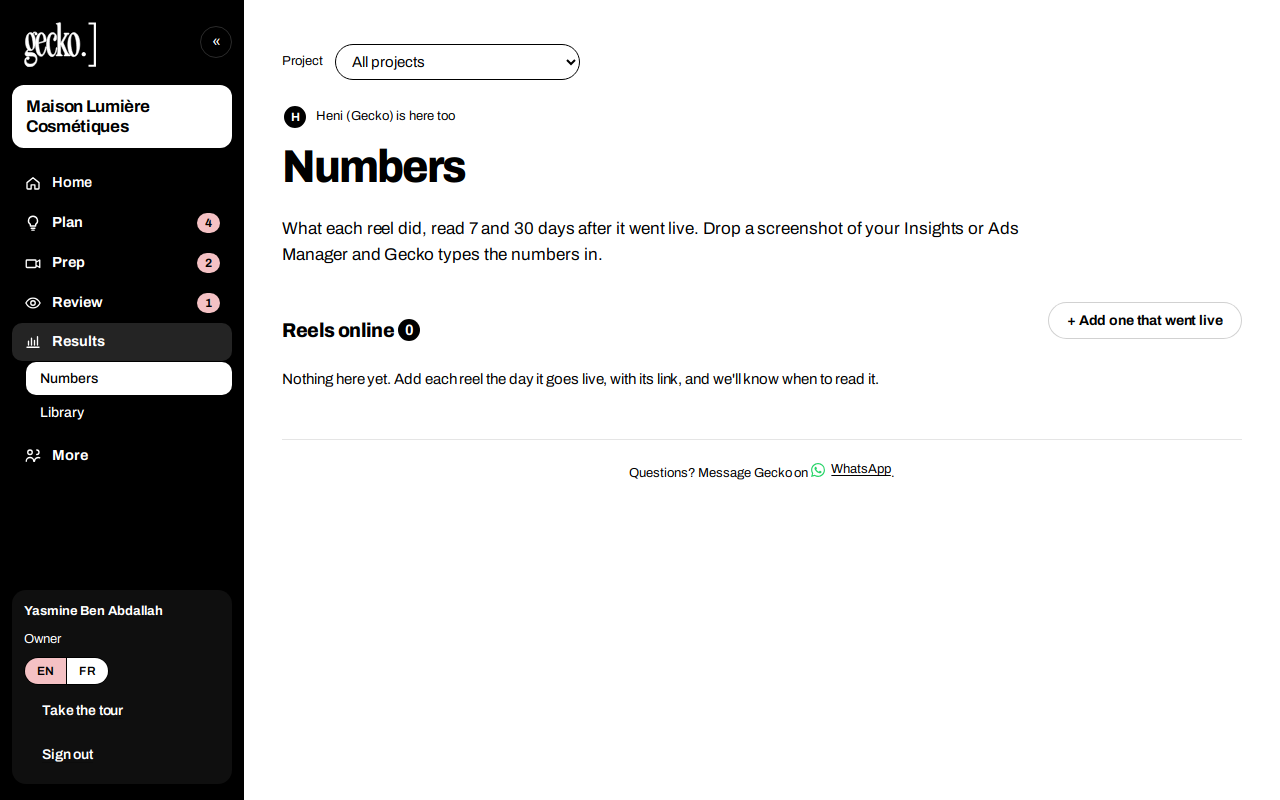 gecko.]
«
Maison Lumière
Cosmétiques
Home
Plan 4
Prep 2
Review 1
Results
Numbers
Library
More
Yasmine Ben Abdallah
Owner
EN FR
Take the tour
Sign out
Project All projects
H Heni (Gecko) is here too
Numbers
What each reel did, read 7 and 30 days after it went live. Drop a screenshot of your Insights or Ads
Manager and Gecko types the numbers in.
Reels online 0
+ Add one that went live
Nothing here yet. Add each reel the day it goes live, with its link, and we'll know when to read it.
Questions? Message Gecko on WhatsApp.